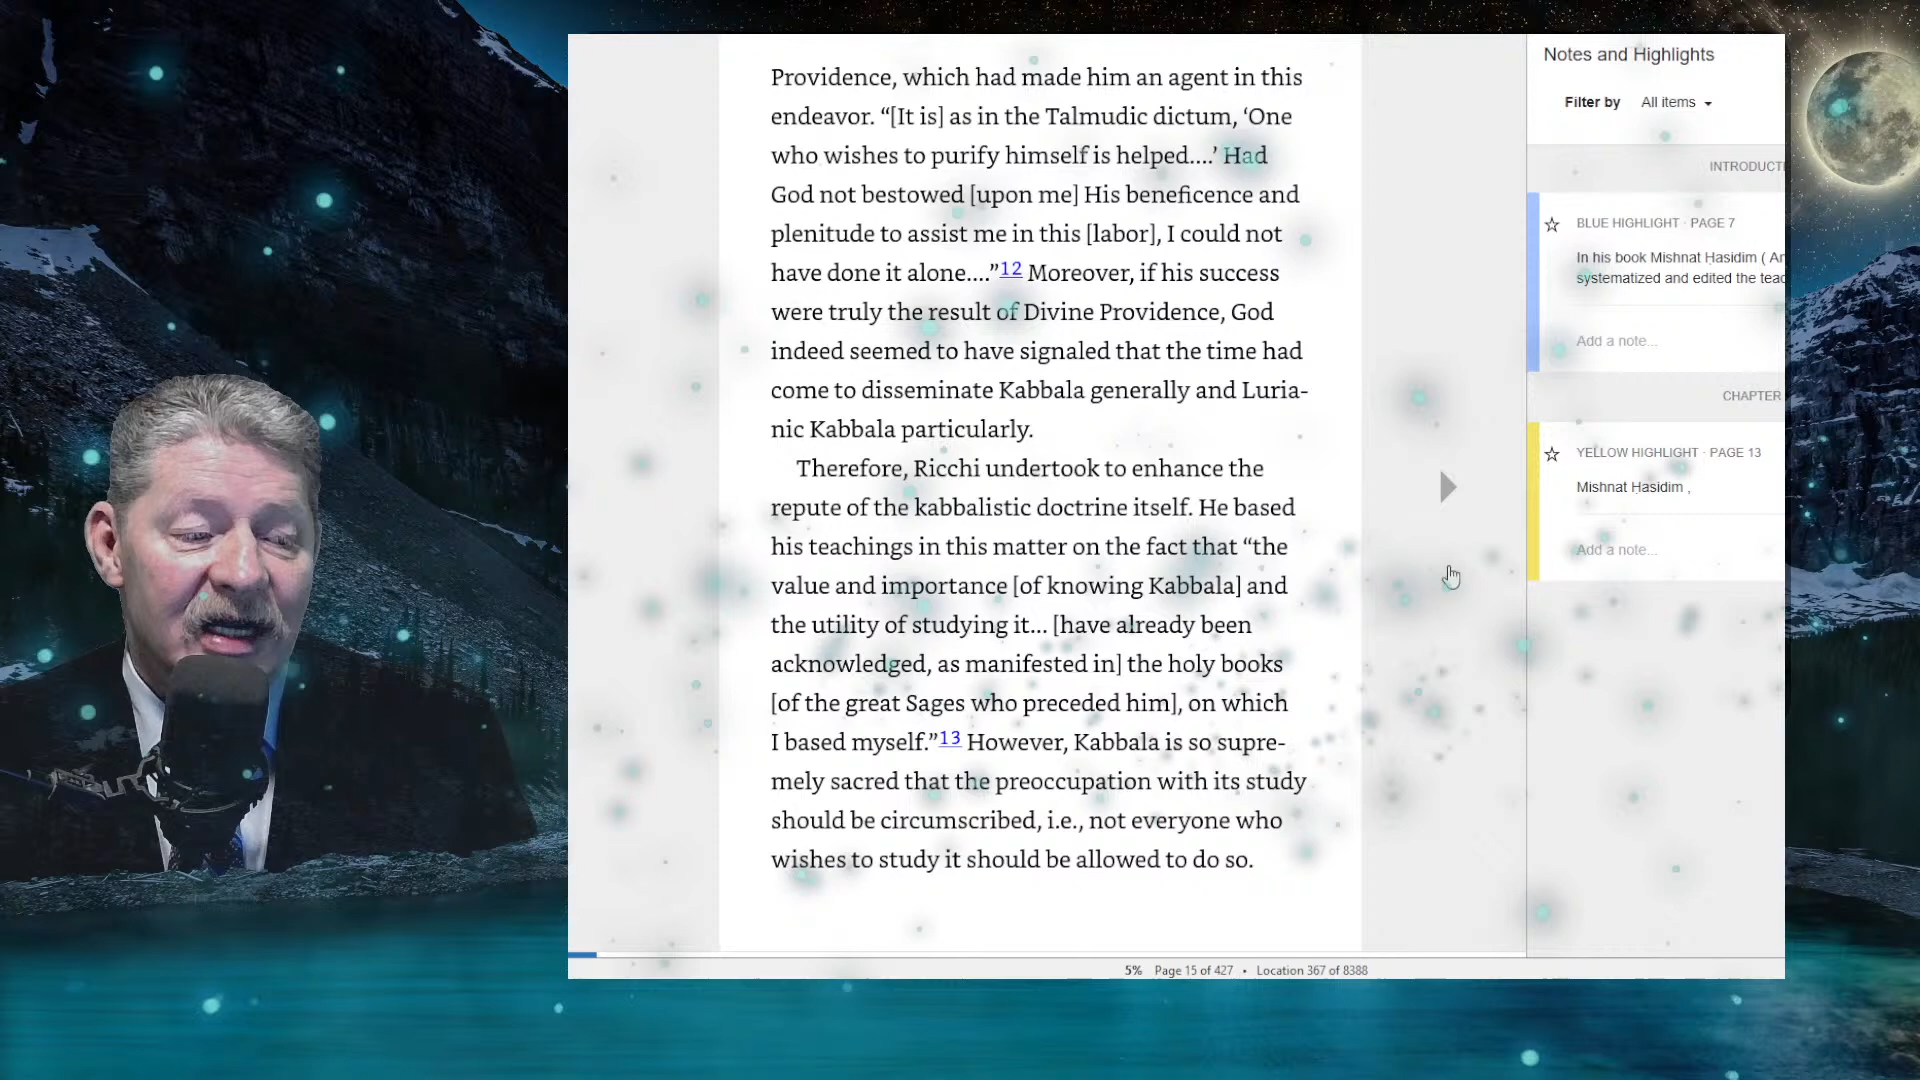 Providence, which had made him an agent in this
endeavor. “[It is] as in the Talmudic dictum, ‘One
who wishes to purify himself is helped....’ Had
God not bestowed [upon me] His beneficence and
plenitude to assist me in this [labor], I could not
have done it alone....”12 Moreover, if his success
were truly the result of Divine Providence, God
indeed seemed to have signaled that the time had
come to disseminate Kabbala generally and Luria-
nic Kabbala particularly.
Therefore, Ricchi undertook to enhance the
repute of the kabbalistic doctrine itself. He based
his teachings in this matter on the fact that “the
value and importance [of knowing Kabbala] and
the utility of studying it... [have already been
acknowledged, as manifested in] the holy books
[of the great Sages who preceded him], on which
I based myself.”13 However, Kabbala is so supre-
mely sacred that the preoccupation with its study
should be circumscribed, i.e., not everyone who
wishes to study it should be allowed to do so.
5% Page 15 of 427 • Location 367 of 8388
Notes and Highlights
Filter by All items
INTRODUCTI
BLUE HIGHLIGHT · PAGE 7
In his book Mishnat Ḥasidim ( Ar
systematized and edited the teac
Add a note...
CHAPTER
YELLOW HIGHLIGHT · PAGE 13
Mishnat Ḥasidim ,
Add a note...